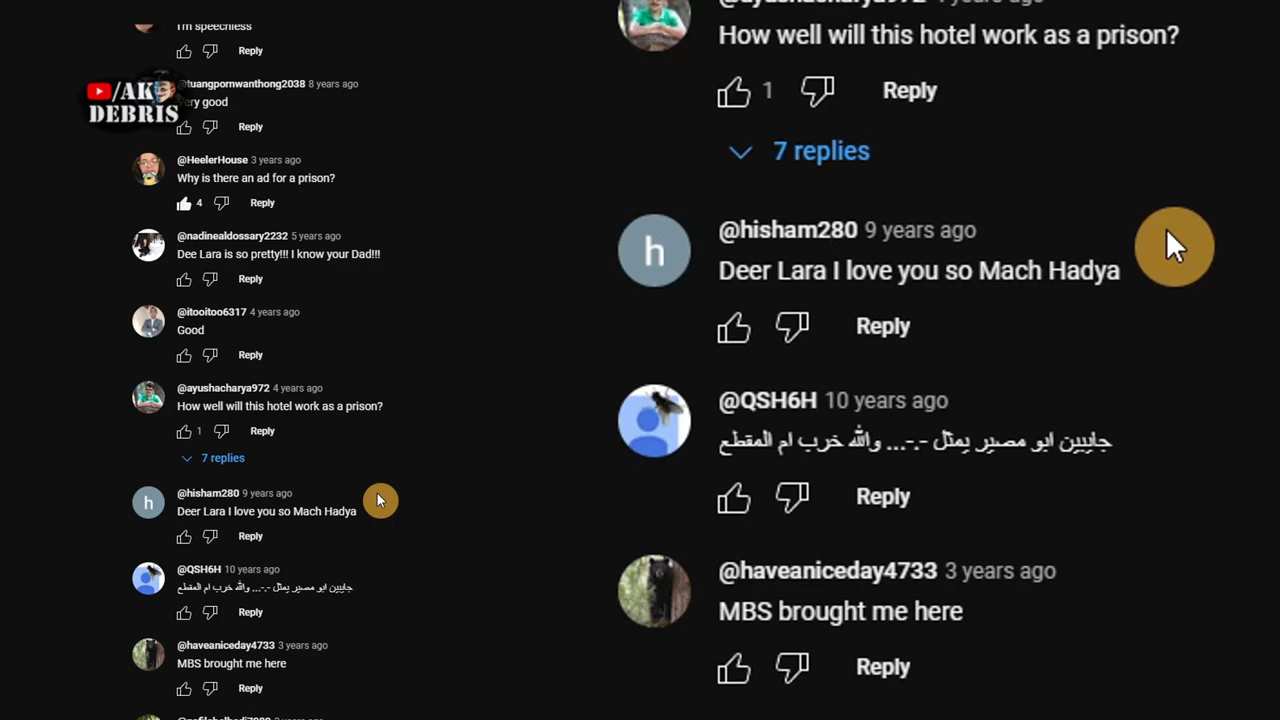 I'm speechless
Reply
/AK
DEBRIS
@tuangpornwanthong2038 8 years ago
very good
Reply
@HeelerHouse 3 years ago
Why is there an ad for a prison?
4
Reply
@nadinealdossary2232 5 years ago
Dee Lara is so pretty!!! I know your Dad!!!
Reply
@itooitoo6317 4 years ago
Good
Reply
@ayushacharya972 4 years ago
How well will this hotel work as a prison?
1
Reply
7 replies
@hisham280 9 years ago
Deer Lara I love you so Mach Hadya
Reply
@QSH6H 10 years ago
جايبين ابو مصير يمثل -.-... والله خرب ام المقطع
Reply
@haveaniceday4733 3 years ago
MBS brought me here
Reply
@ayushacharya972 4 years ago
How well will this hotel work as a prison?
1
Reply
7 replies
@hisham280 9 years ago
Deer Lara I love you so Mach Hadya
Reply
@QSH6H 10 years ago
جايبين ابو مصير يمثل -.-... والله خرب ام المقطع
Reply
@haveaniceday4733 3 years ago
MBS brought me here
Reply